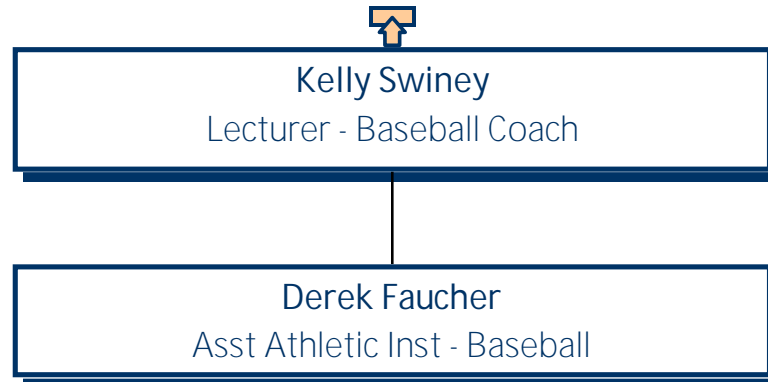 Kelly Swiney
Lecturer - Baseball Coach
Derek Faucher
Asst Athletic Inst - Baseball